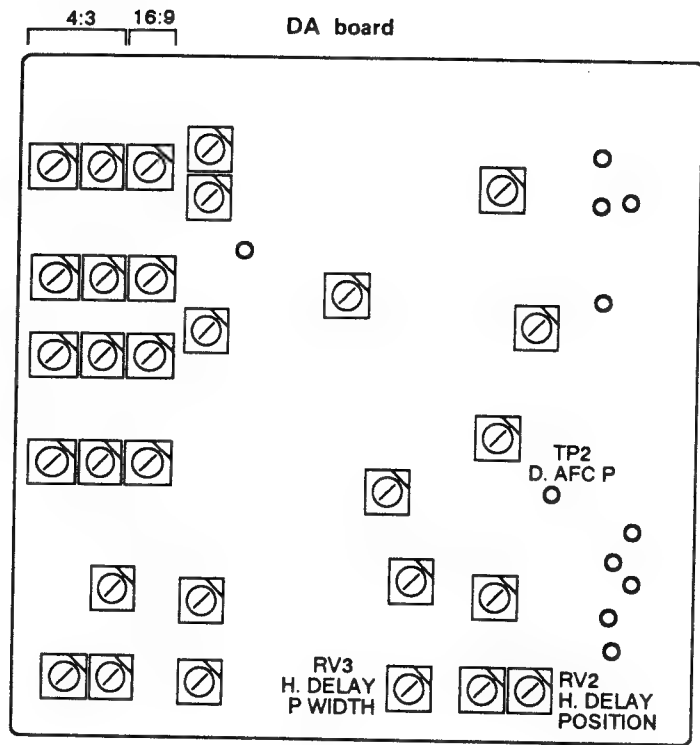 4:3 16:9
DA board
TP2
D. AFC P
RV3
H. DELAY
P WIDTH
RV2
H. DELAY
POSITION